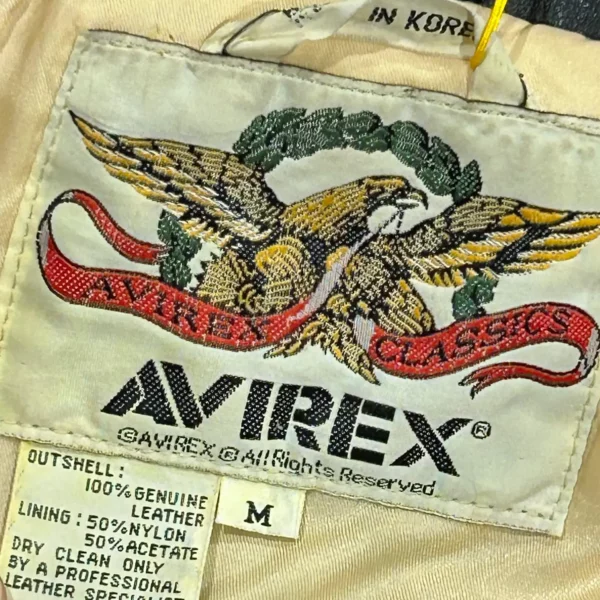 IN KORE
AVIREX CLASSICS
AVIREX®
©AVIREX ® All Rights Reserved
OUTSHELL:
100% GENUINE
LEATHER
LINING : 50% NYLON
50% ACETATE
DRY CLEAN ONLY
BY A PROFESSIONAL
LEATHER SPECIALIST
M